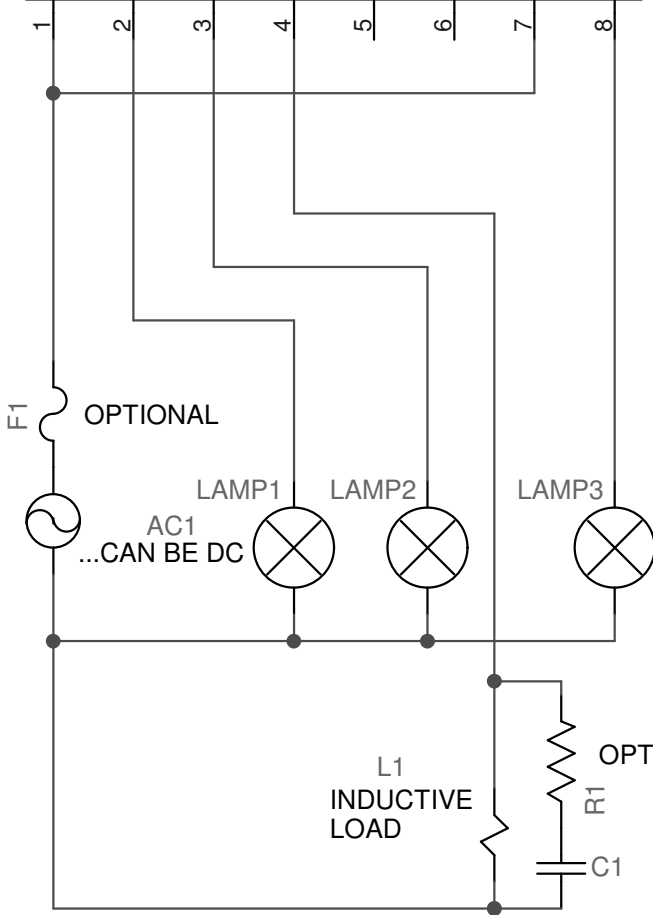 1
2
3
4
5
6
7
8
F1
OPTIONAL
LAMP1
LAMP2
LAMP3
AC1
...CAN BE DC
L1
INDUCTIVE
LOAD
OPT
R1
C1